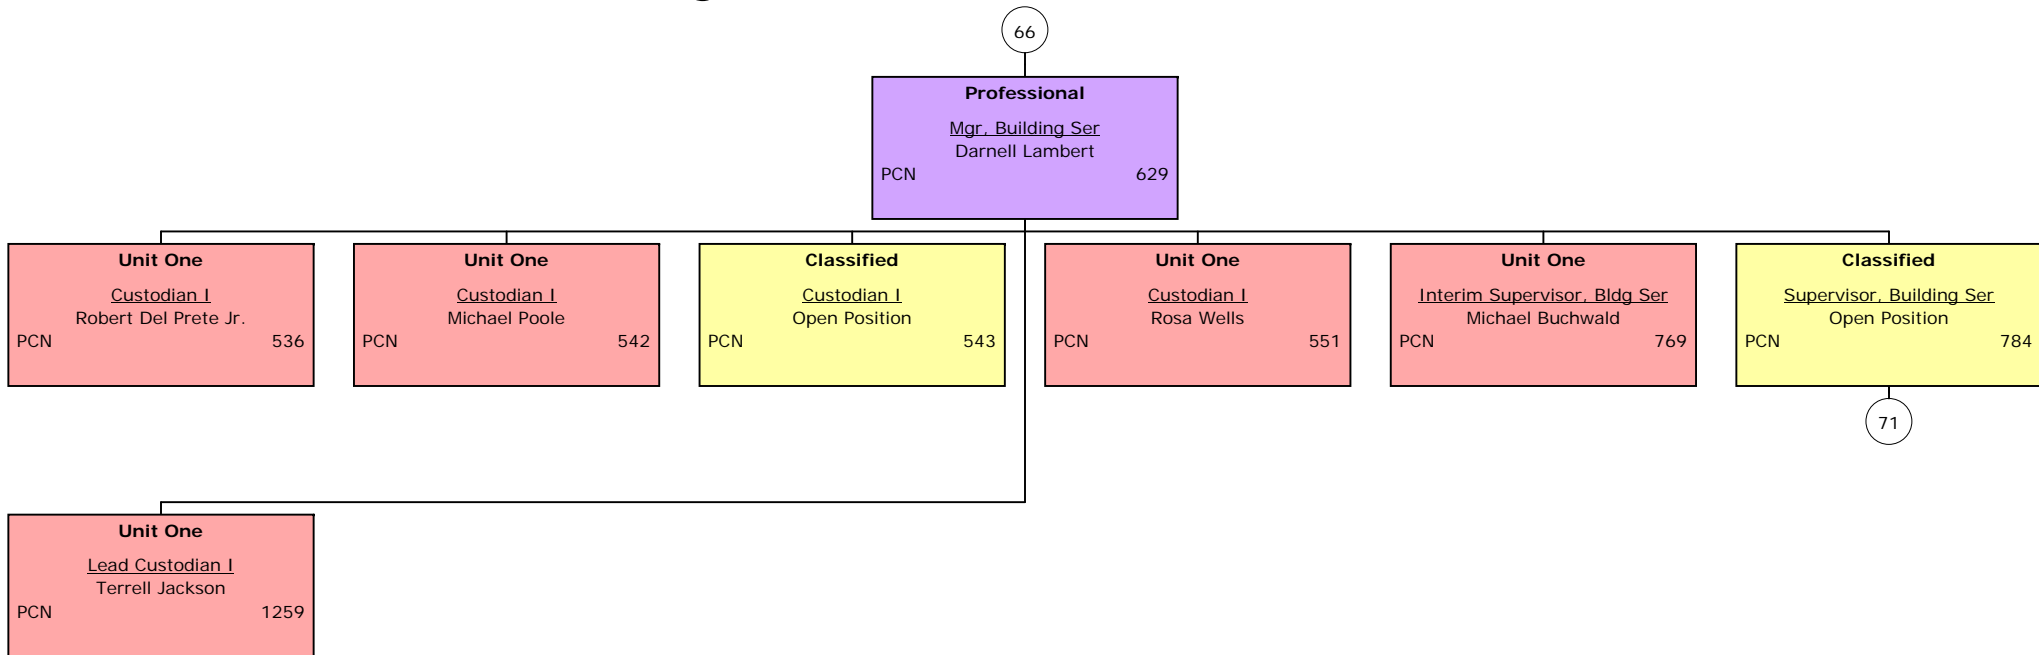 66
Professional
Mgr, Building Ser
Darnell Lambert
PCN 629
Unit One
Custodian I
Robert Del Prete Jr.
PCN 536
Unit One
Custodian I
Michael Poole
PCN 542
Classified
Custodian I
Open Position
PCN 543
Unit One
Custodian I
Rosa Wells
PCN 551
Unit One
Interim Supervisor, Bldg Ser
Michael Buchwald
PCN 769
Classified
Supervisor, Building Ser
Open Position
PCN 784
71
Unit One
Lead Custodian I
Terrell Jackson
PCN 1259